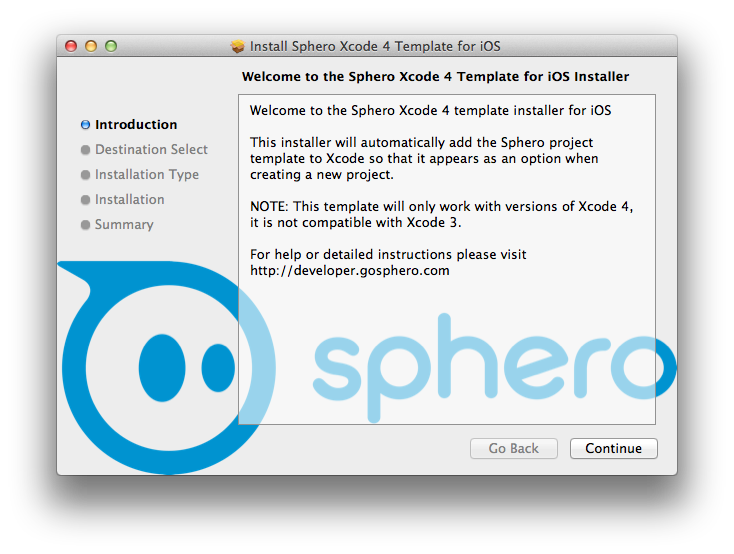 Install Sphero Xcode 4 Template for iOS
Welcome to the Sphero Xcode 4 Template for iOS Installer
Introduction
Destination Select
Installation Type
Installation
Summary
Welcome to the Sphero Xcode 4 template installer for iOS
This installer will automatically add the Sphero project
template to Xcode so that it appears as an option when
creating a new project.
NOTE: This template will only work with versions of Xcode 4,
it is not compatible with Xcode 3.
For help or detailed instructions please visit
http://developer.gosphero.com
sphero
Go Back
Continue